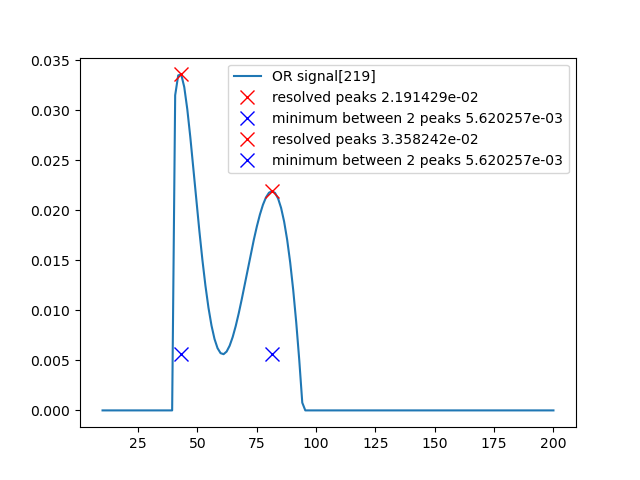 0.035
0.030
0.025
0.020
0.015
0.010
0.005
0.000
25 50 75 100 125 150 175 200
OR signal[219]
resolved peaks 2.191429e-02
minimum between 2 peaks 5.620257e-03
resolved peaks 3.358242e-02
minimum between 2 peaks 5.620257e-03